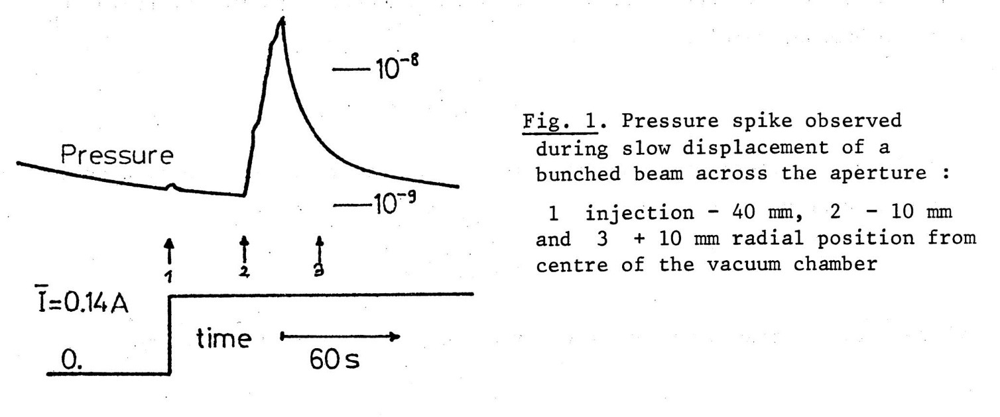 10⁻⁸
Pressure
10⁻⁹
1 2 3
Ī=0.14A
time
0.
60s
Fig. 1. Pressure spike observed
during slow displacement of a
bunched beam across the aperture :
1 injection - 40 mm, 2 - 10 mm
and 3 + 10 mm radial position from
centre of the vacuum chamber